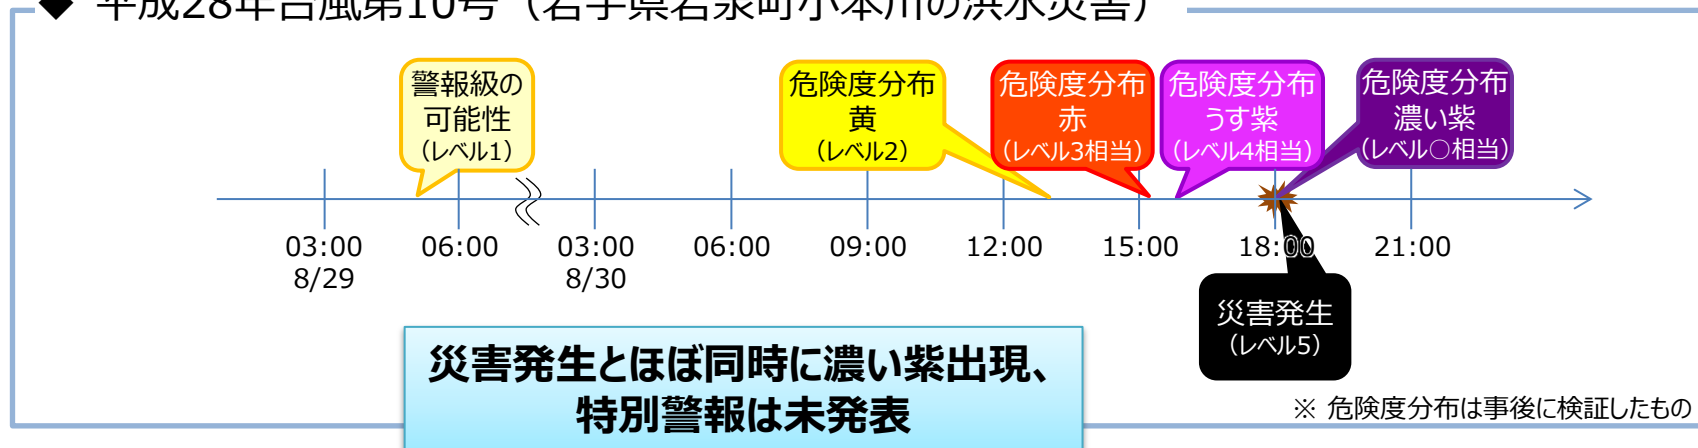 ◆ 平成28年台風第10号（岩手県岩泉町小本川の洪水災害）
警報級の
可能性
（レベル1）
危険度分布
黄
（レベル2）
危険度分布
赤
（レベル3相当）
危険度分布
うす紫
（レベル4相当）
危険度分布
濃い紫
（レベル○相当）
03:00
8/29
06:00
03:00
8/30
06:00
09:00
12:00
15:00
18:00
21:00
災害発生
（レベル5）
災害発生とほぼ同時に濃い紫出現、
特別警報は未発表
※ 危険度分布は事後に検証したもの